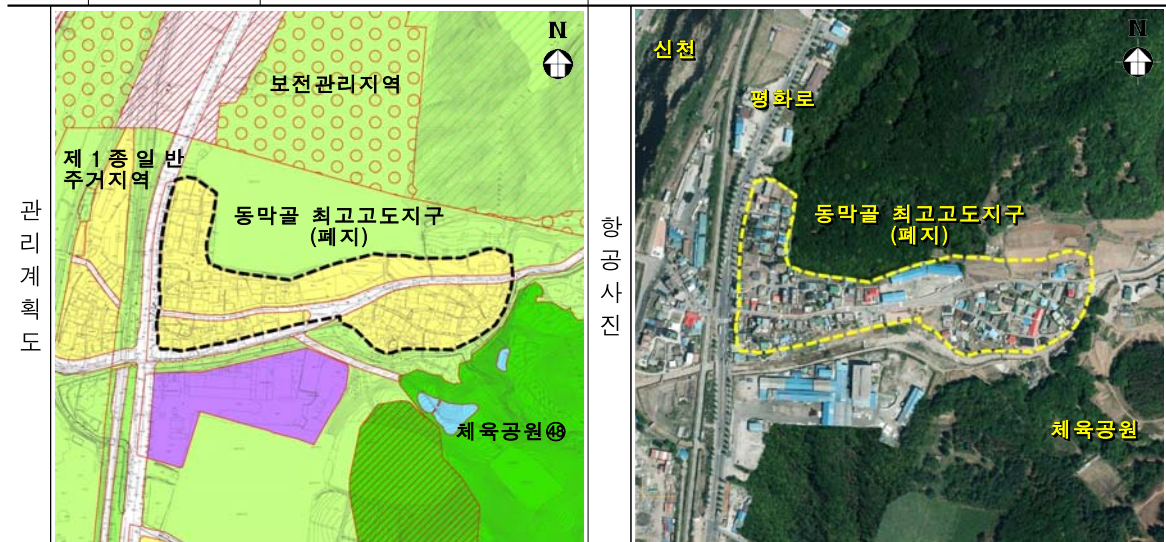 관리계획도
N
보전관리지역
제 1 종 일 반
주거지역
동막골 최고고도지구
(폐지)
체육공원㊽
항공사진
N
신천
평화로
동막골 최고고도지구
(폐지)
체육공원